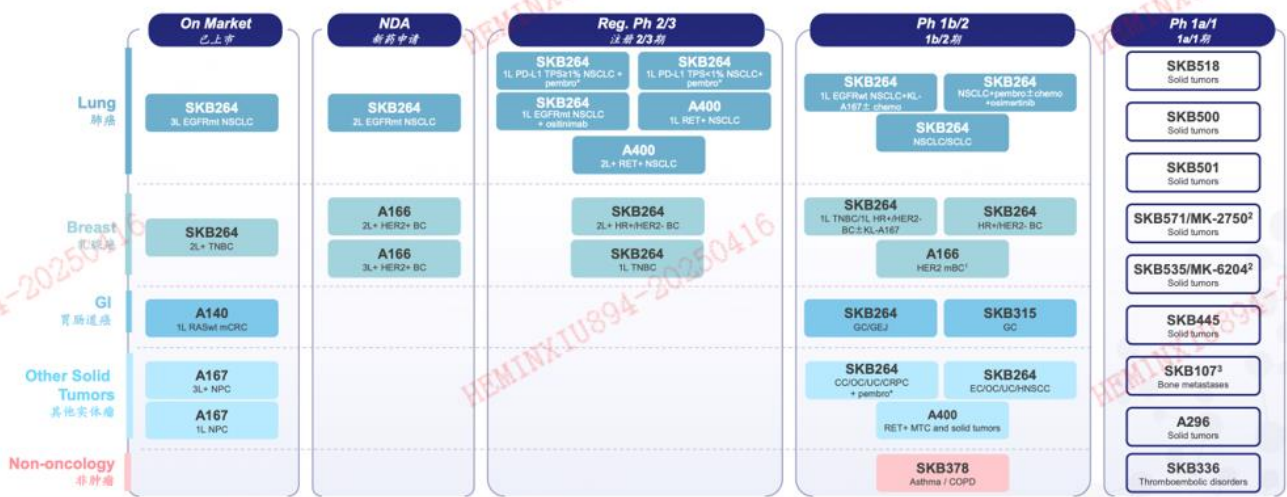 On Market
已上市
NDA
新药申请
Reg. Ph 2/3
注册 2/3期
Ph 1b/2
1b/2期
Ph 1a/1
1a/1期
Lung
肺癌
SKB264
3L EGFRmt NSCLC
SKB264
2L EGFRmt NSCLC
SKB264
1L PD-L1 TPS≥1% NSCLC +
pembro*
SKB264
1L PD-L1 TPS<1% NSCLC+
pembro*
SKB264
1L EGFRmt NSCLC
+ ositinimab
A400
1L RET+ NSCLC
A400
2L+ RET+ NSCLC
SKB264
1L EGFRwt NSCLC+KL-
A167± chemo
SKB264
NSCLC+pembro±chemo
+osimertinib
SKB264
NSCLC/SCLC
Breast
乳腺癌
SKB264
2L+ TNBC
A166
2L+ HER2+ BC
A166
3L+ HER2+ BC
SKB264
2L+ HR+/HER2- BC
SKB264
1L TNBC
SKB264
1L TNBC/1L HR+/HER2-
BC±KL-A167
SKB264
HR+/HER2- BC
A166
HER2 mBC¹
GI
胃肠道癌
A140
1L RASwt mCRC
SKB264
GC/GEJ
SKB315
GC
Other Solid
Tumors
其他实体瘤
A167
3L+ NPC
A167
1L NPC
SKB264
CC/OC/UC/CRPC
+ pembro*
SKB264
EC/OC/UC/HNSCC
A400
RET+ MTC and solid tumors
Non-oncology
非肿瘤
SKB378
Asthma / COPD
SKB518
Solid tumors
SKB500
Solid tumors
SKB501
Solid tumors
SKB571/MK-2750²
Solid tumors
SKB535/MK-6204²
Solid tumors
SKB445
Solid tumors
SKB107³
Bone metastases
A296
Solid tumors
SKB336
Thromboembolic disorders
HEMINXIU894-20250416